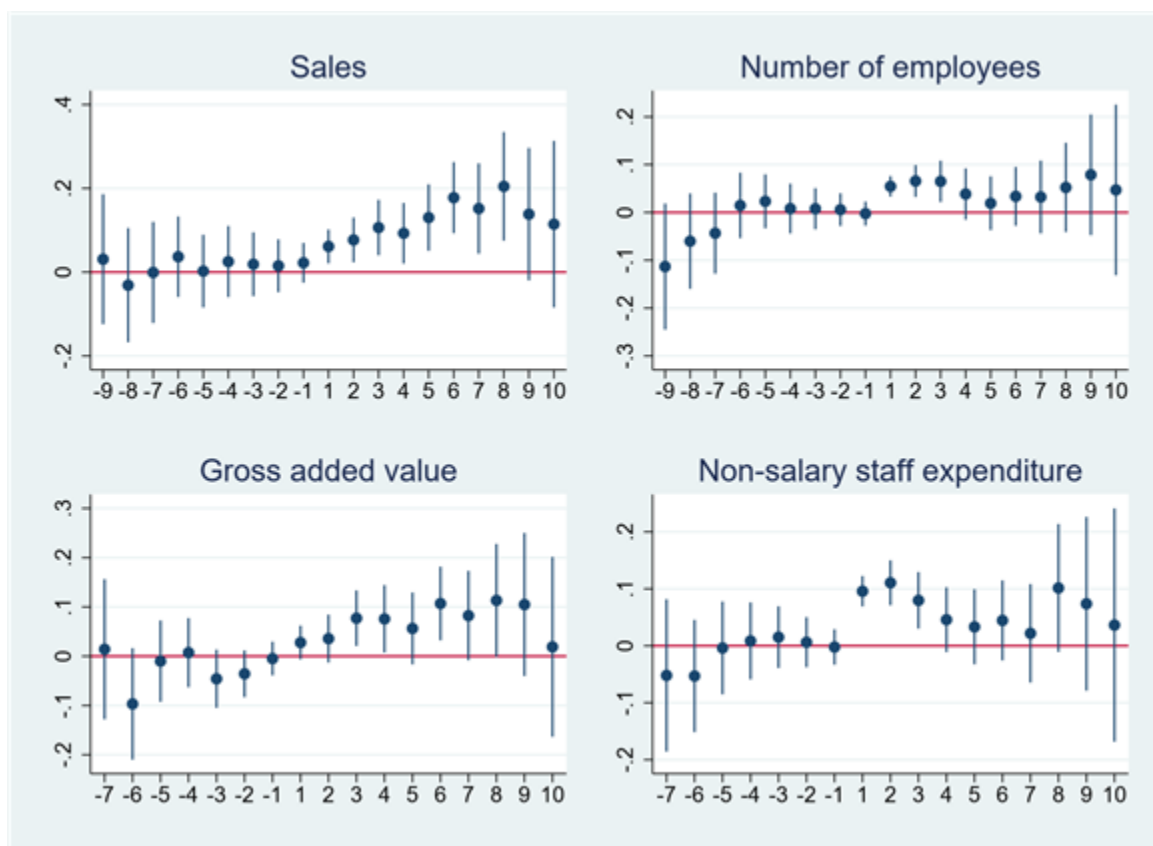 Sales
.4
.2
0
-.2
-9 -8 -7 -6 -5 -4 -3 -2 -1 1 2 3 4 5 6 7 8 9 10
Number of employees
.2
.1
0
-.1
-.2
-.3
-9 -8 -7 -6 -5 -4 -3 -2 -1 1 2 3 4 5 6 7 8 9 10
Gross added value
.3
.2
.1
0
-.1
-.2
-7 -6 -5 -4 -3 -2 -1 1 2 3 4 5 6 7 8 9 10
Non-salary staff expenditure
.2
.1
0
-.1
-.2
-7 -6 -5 -4 -3 -2 -1 1 2 3 4 5 6 7 8 9 10